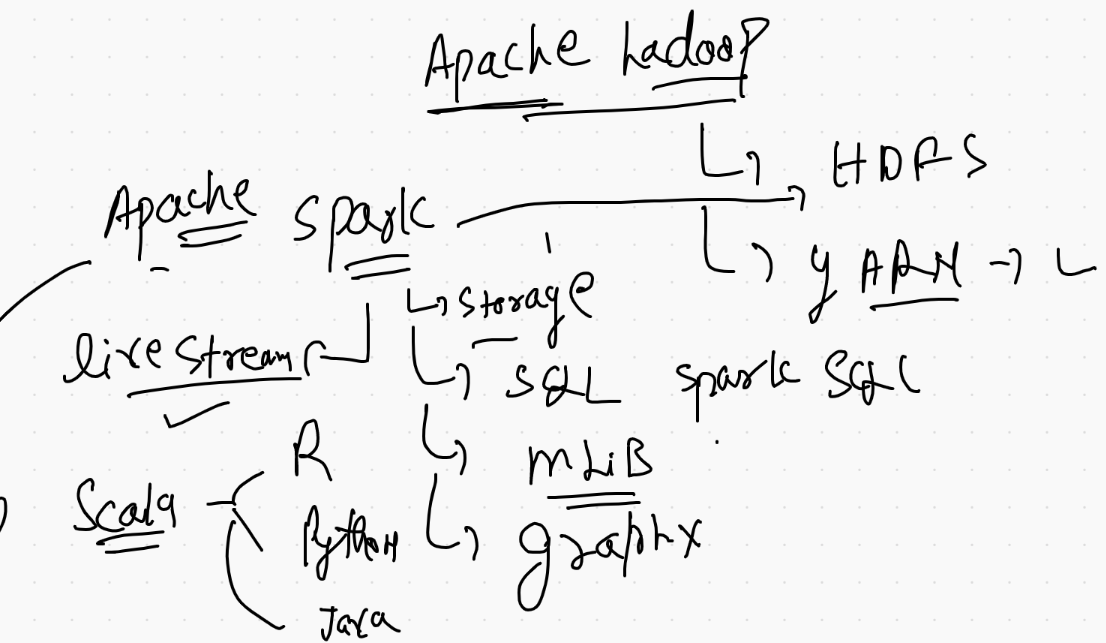 Apache hadoop
HDFS
Apache Spark
YARN
Storage
live Stream
SQL Spark SQL
R
MLiB
Scala
Python
graphx
Java